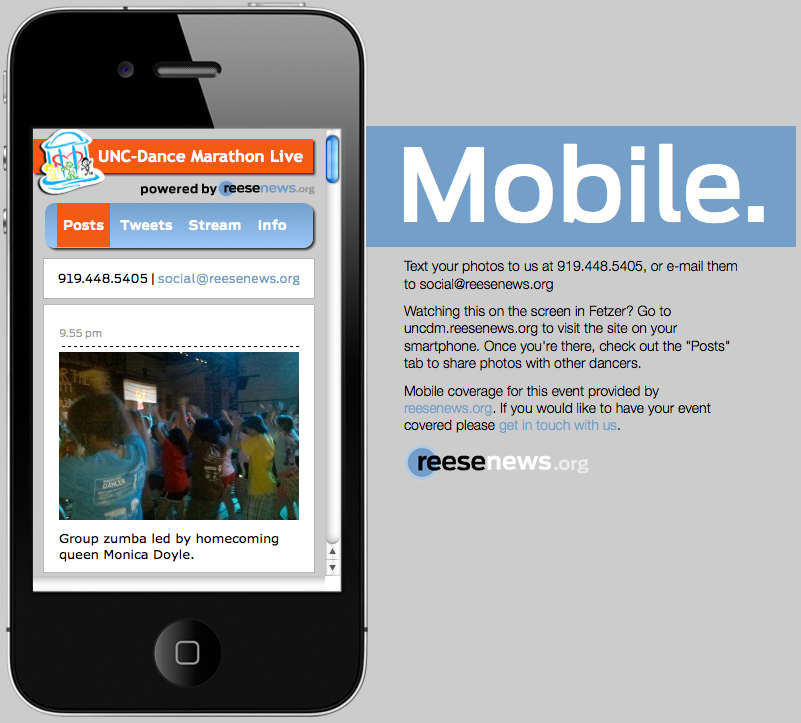 UNC-Dance Marathon Live
powered by reesenews.org
Posts Tweets Stream Info
919.448.5405 | social@reesenews.org
9.55 pm
DANCER
Group zumba led by homecoming
queen Monica Doyle.
Mobile.
Text your photos to us at 919.448.5405, or e-mail them
to social@reesenews.org
Watching this on the screen in Fetzer? Go to
uncdm.reesenews.org to visit the site on your
smartphone. Once you're there, check out the "Posts"
tab to share photos with other dancers.
Mobile coverage for this event provided by
reesenews.org. If you would like to have your event
covered please get in touch with us.
reesenews.org